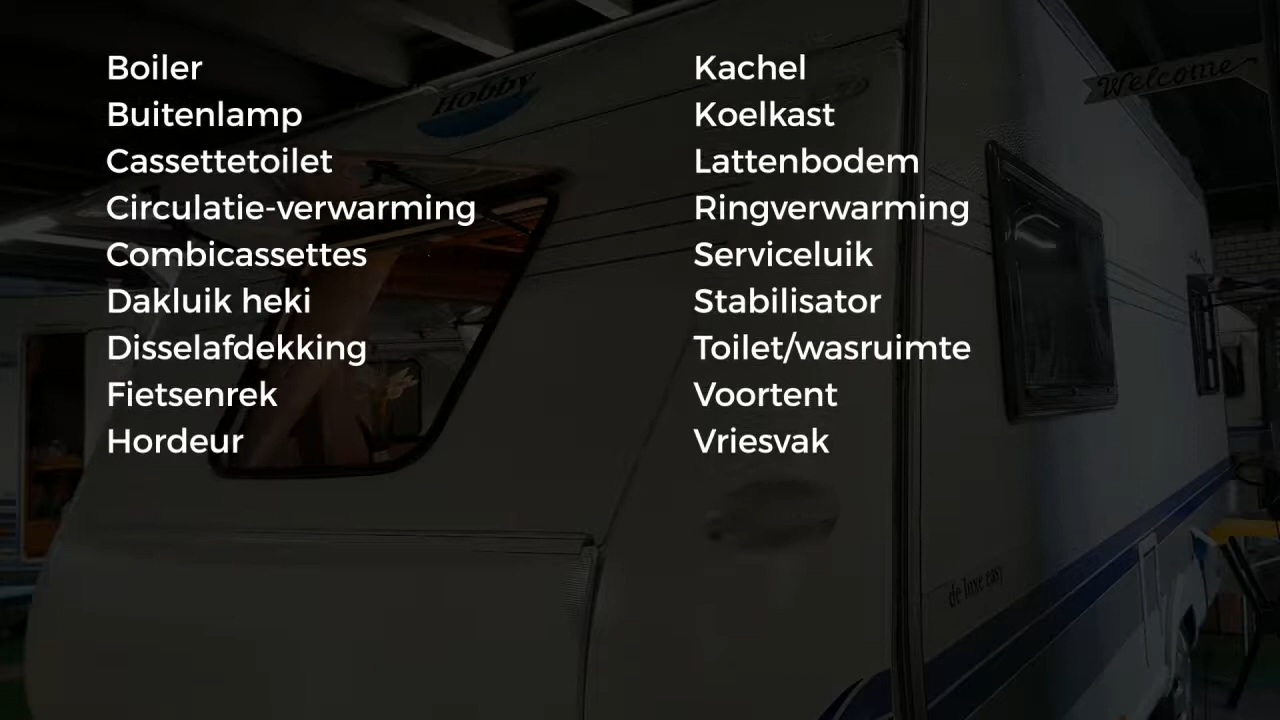 Boiler
Buitenlamp
Cassettetoilet
Circulatie-verwarming
Combicassettes
Dakluik heki
Disselafdekking
Fietsenrek
Hordeur
Kachel
Koelkast
Lattenbodem
Ringverwarming
Serviceluik
Stabilisator
Toilet/wasruimte
Voortent
Vriesvak
Hobby
Welcome
de luxe easy